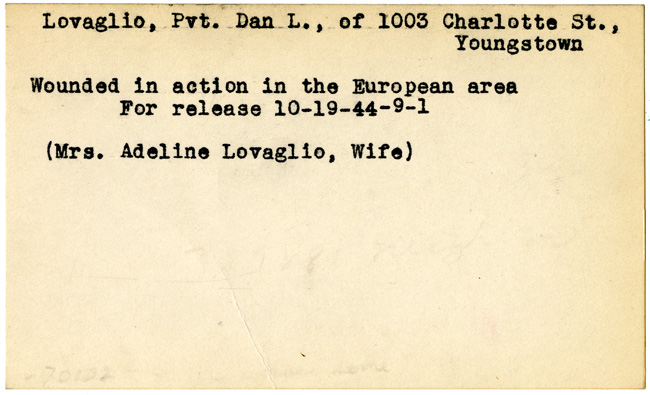 Lovaglio, Pvt. Dan L., of 1003 Charlotte St.,
Youngstown
Wounded in action in the European area
For release 10-19-44-9-1
(Mrs. Adeline Lovaglio, Wife)